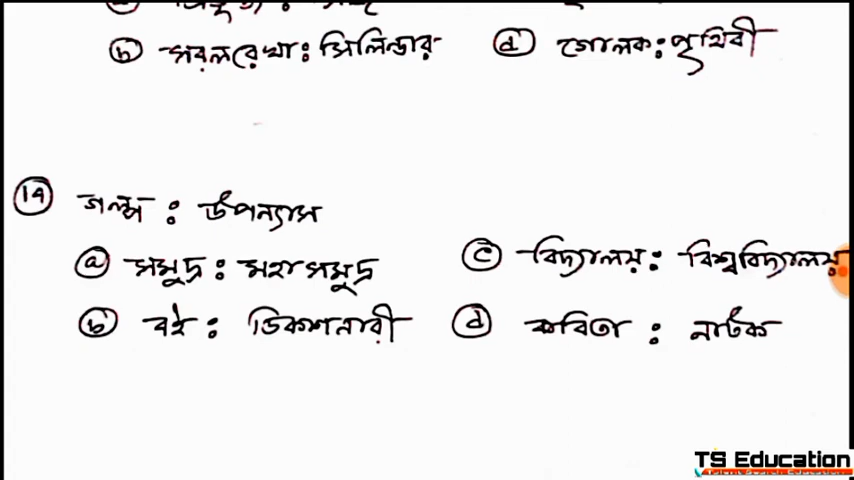 ⓑ সরলরেখা : সিলিন্ডার ⓓ গোলক : পৃথিবী
⑭ গল্প : উপন্যাস
ⓐ সমুদ্র : মহাসমুদ্র ⓒ বিদ্যালয় : বিশ্ববিদ্যালয়
ⓑ বই : ডিকশনারী ⓓ কবিতা : নাটক
TS Education